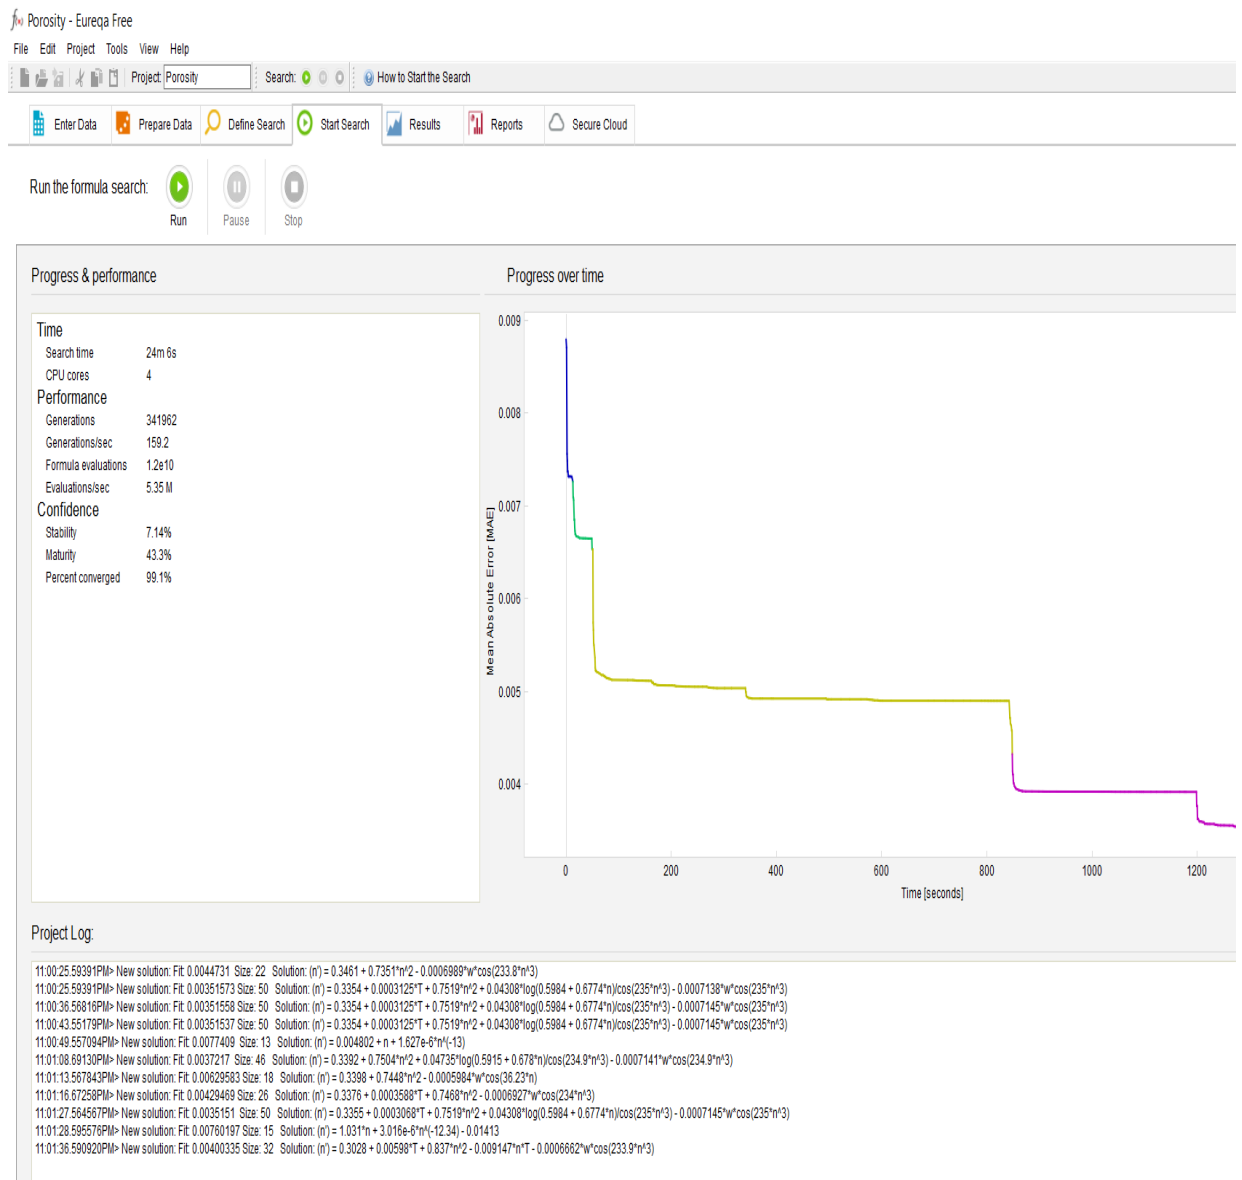 Porosity - Eureqa Free
File Edit Project Tools View Help
Project: Porosity Search: How to Start the Search
Enter Data Prepare Data Define Search Start Search Results Reports Secure Cloud
Run the formula search:
Run Pause Stop
Progress & performance
Progress over time
Time
Search time 24m 6s
CPU cores 4
Performance
Generations 341962
Generations/sec 159.2
Formula evaluations 1.2e10
Evaluations/sec 5.35 M
Confidence
Stability 7.14%
Maturity 43.3%
Percent converged 99.1%
Mean Absolute Error [MAE]
0.009
0.008
0.007
0.006
0.005
0.004
0 200 400 600 800 1000 1200
Time [seconds]
Project Log:
11:00:25.59391PM> New solution: Fit: 0.0044731 Size: 22 Solution: (n') = 0.3461 + 0.7351*n^2 - 0.0006989*w*cos(233.8*n^3)
11:00:25.59391PM> New solution: Fit: 0.00351573 Size: 50 Solution: (n') = 0.3354 + 0.0003125*T + 0.7519*n^2 + 0.04308*log(0.5984 + 0.6774*n)/cos(235*n^3) - 0.0007138*w*cos(235*n^3)
11:00:36.56816PM> New solution: Fit: 0.00351558 Size: 50 Solution: (n') = 0.3354 + 0.0003125*T + 0.7519*n^2 + 0.04308*log(0.5984 + 0.6774*n)/cos(235*n^3) - 0.0007145*w*cos(235*n^3)
11:00:43.55179PM> New solution: Fit: 0.00351537 Size: 50 Solution: (n') = 0.3354 + 0.0003125*T + 0.7519*n^2 + 0.04308*log(0.5984 + 0.6774*n)/cos(235*n^3) - 0.0007145*w*cos(235*n^3)
11:00:49.557094PM> New solution: Fit: 0.0077409 Size: 13 Solution: (n') = 0.004802 + n + 1.627e-6*n^(-13)
11:01:08.69130PM> New solution: Fit: 0.0037217 Size: 46 Solution: (n') = 0.3392 + 0.7504*n^2 + 0.04735*log(0.5915 + 0.678*n)/cos(234.9*n^3) - 0.0007141*w*cos(234.9*n^3)
11:01:13.567843PM> New solution: Fit: 0.00629583 Size: 18 Solution: (n') = 0.3398 + 0.7448*n^2 - 0.0005984*w*cos(36.23*n)
11:01:16.67258PM> New solution: Fit: 0.00429469 Size: 26 Solution: (n') = 0.3376 + 0.0003588*T + 0.7468*n^2 - 0.0006927*w*cos(234*n^3)
11:01:27.564567PM> New solution: Fit: 0.0035151 Size: 50 Solution: (n') = 0.3355 + 0.0003068*T + 0.7519*n^2 + 0.04308*log(0.5984 + 0.6774*n)/cos(235*n^3) - 0.0007145*w*cos(235*n^3)
11:01:28.595576PM> New solution: Fit: 0.00760197 Size: 15 Solution: (n') = 1.031*n + 3.016e-6*n^(-12.34) - 0.01413
11:01:36.590920PM> New solution: Fit: 0.00400335 Size: 32 Solution: (n') = 0.3028 + 0.00598*T + 0.837*n^2 - 0.009147*n*T - 0.0006662*w*cos(233.9*n^3)